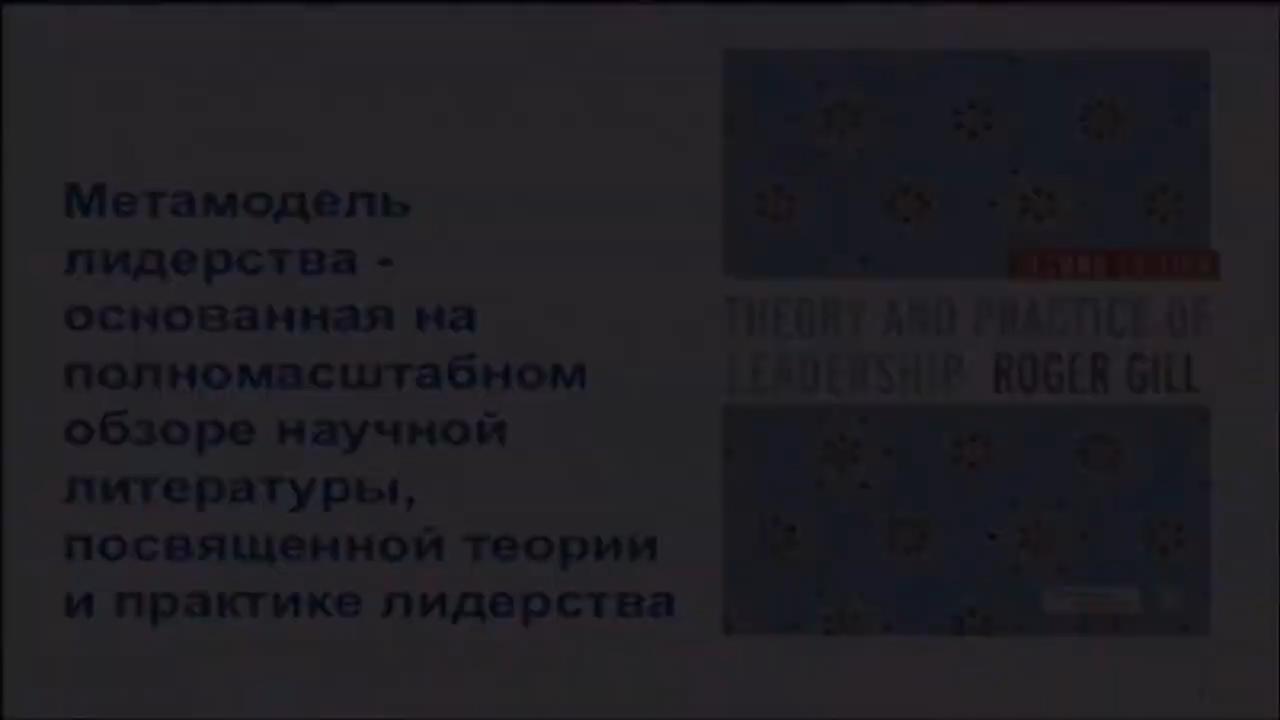 Метамодель
лидерства -
основанная на
полномасштабном
обзоре научной
литературы,
посвященной теории
и практике лидерства
THEORY AND PRACTICE OF
LEADERSHIP ROGER GILL